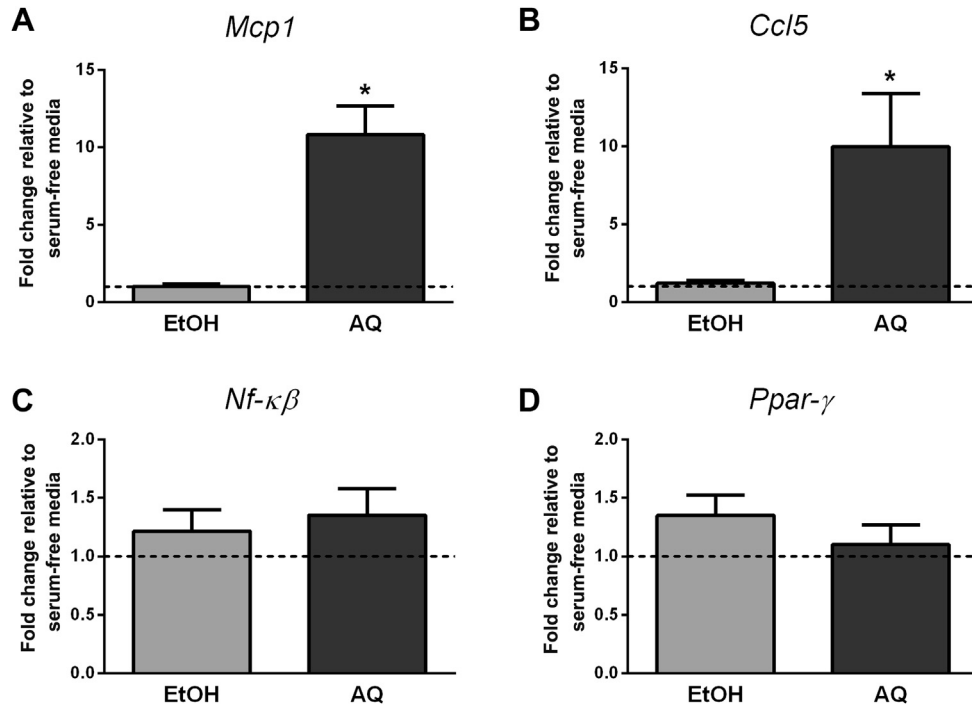 A
Mcp1
Fold change relative to
serum-free media
15
10
5
0
*
EtOH
AQ
B
Ccl5
Fold change relative to
serum-free media
15
10
5
0
*
EtOH
AQ
C
Nf-κβ
Fold change relative to
serum-free media
2.0
1.5
1.0
0.5
0.0
EtOH
AQ
D
Ppar-γ
Fold change relative to
serum-free media
2.0
1.5
1.0
0.5
0.0
EtOH
AQ